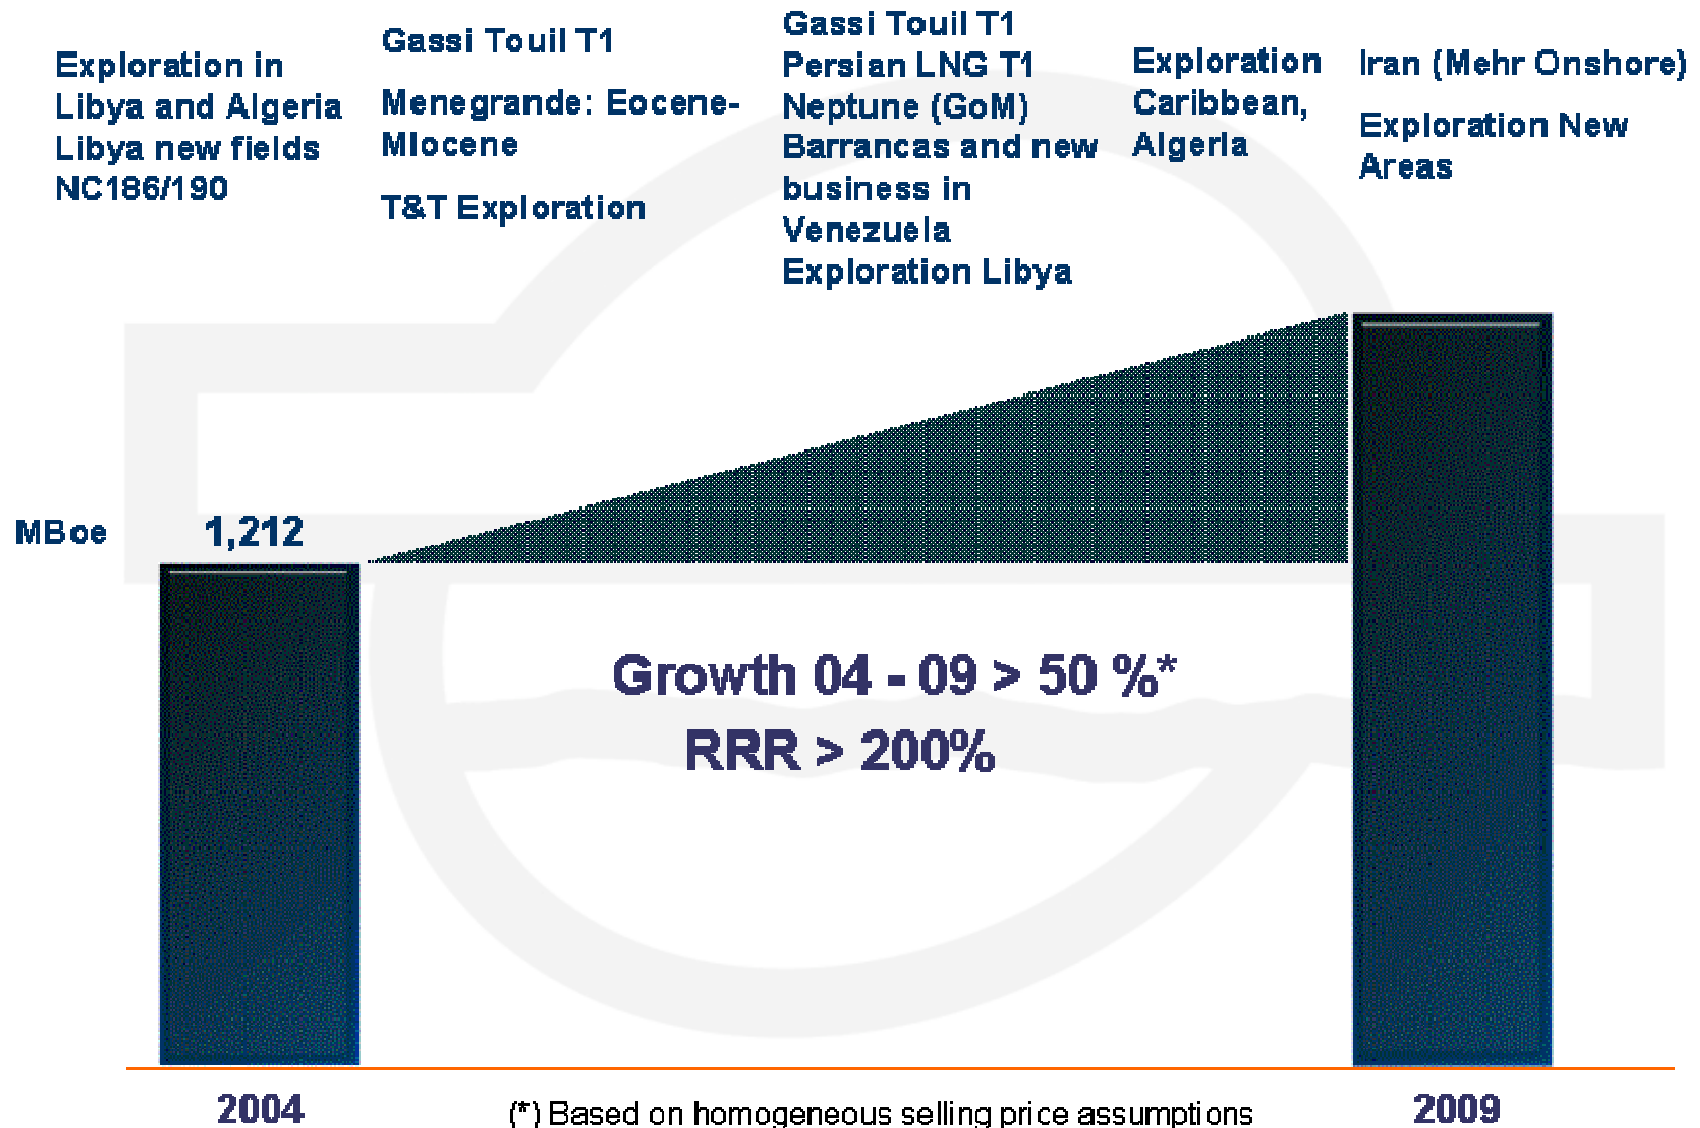 Exploration in
Libya and Algeria
Libya new fields
NC186/190
Gassi Touil T1
Menegrande: Eocene-
Miocene
T&T Exploration
Gassi Touil T1
Persian LNG T1
Neptune (GoM)
Barrancas and new
business in
Venezuela
Exploration Libya
Exploration
Caribbean,
Algeria
Iran (Mehr Onshore)
Exploration New
Areas
MBoe
1,212
Growth 04 - 09 > 50 %*
RRR > 200%
2004
(*) Based on homogeneous selling price assumptions
2009